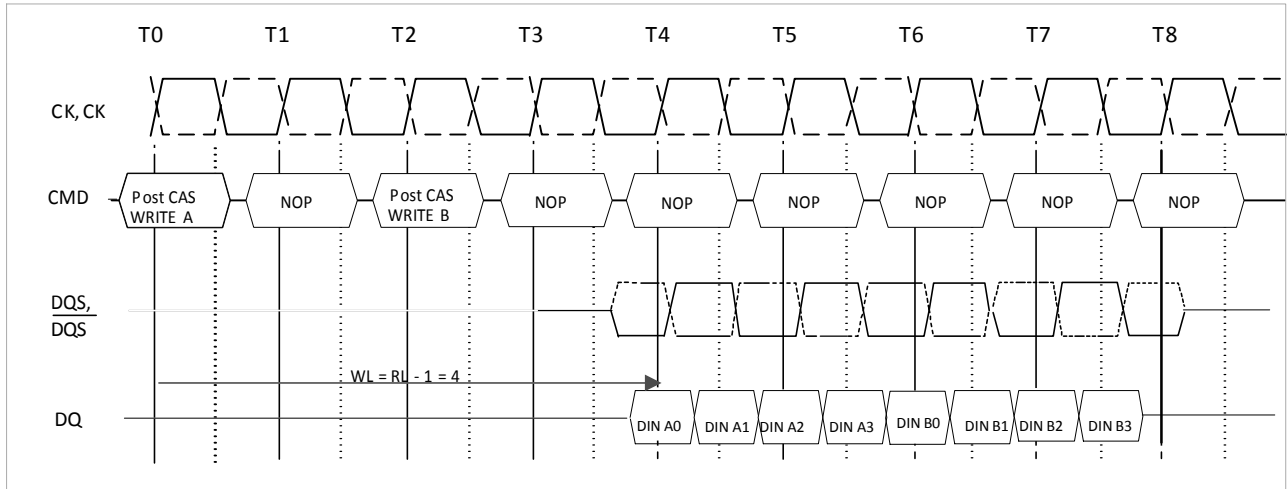 T0 T1 T2 T3 T4 T5 T6 T7 T8
CK, CK
CMD
Post CAS
WRITE A
NOP
Post CAS
WRITE B
NOP
NOP
NOP
NOP
NOP
NOP
DQS,
DQS
WL = RL - 1 = 4
DQ
DIN A0 DIN A1 DIN A2 DIN A3 DIN B0 DIN B1 DIN B2 DIN B3